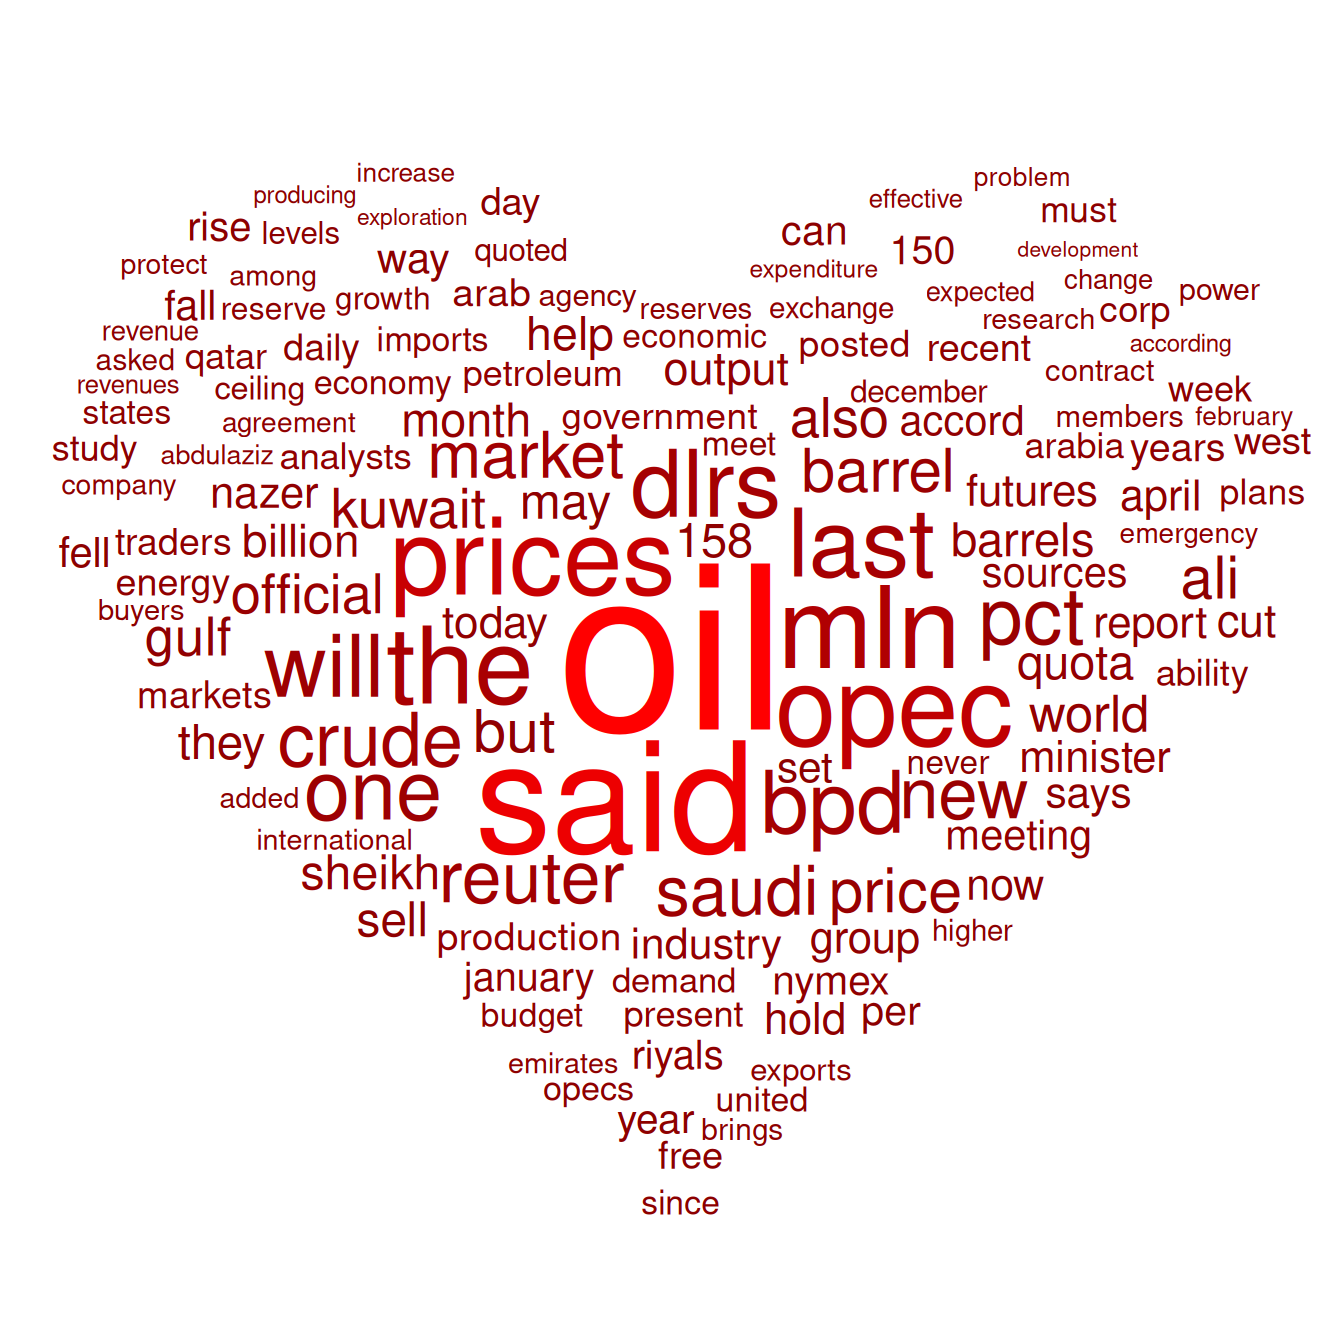 increase
problem
producing
effective
exploration
day
must
rise
levels
can
way
quoted
150
development
protect
among
expenditure
change
fall
reserve
growth
arab
agency
reserves
exchange
expected
power
revenue
research
corp
asked
qatar
daily
imports
help
economic
posted
recent
according
revenues
ceiling
economy
petroleum
output
contract
states
december
week
agreement
month
government
also
accord
members
february
study
abdulaziz
analysts
market
meet
arabia
years
west
company
nazer
kuwait
may
dlrs
barrel
futures
april
plans
fell
traders
billion
prices
158
last
barrels
emergency
energy
official
sources
ali
buyers
today
oil
mln
pct
report
cut
gulf
will
the
quota
ability
markets
opec
world
they
crude
but
minister
added
one
said
set
never
bpd
new
says
international
meeting
sheikh
reuter
saudi
price
now
sell
production
industry
group
higher
january
demand
nymex
budget
present
hold
per
emirates
riyals
exports
opecs
united
year
brings
free
since